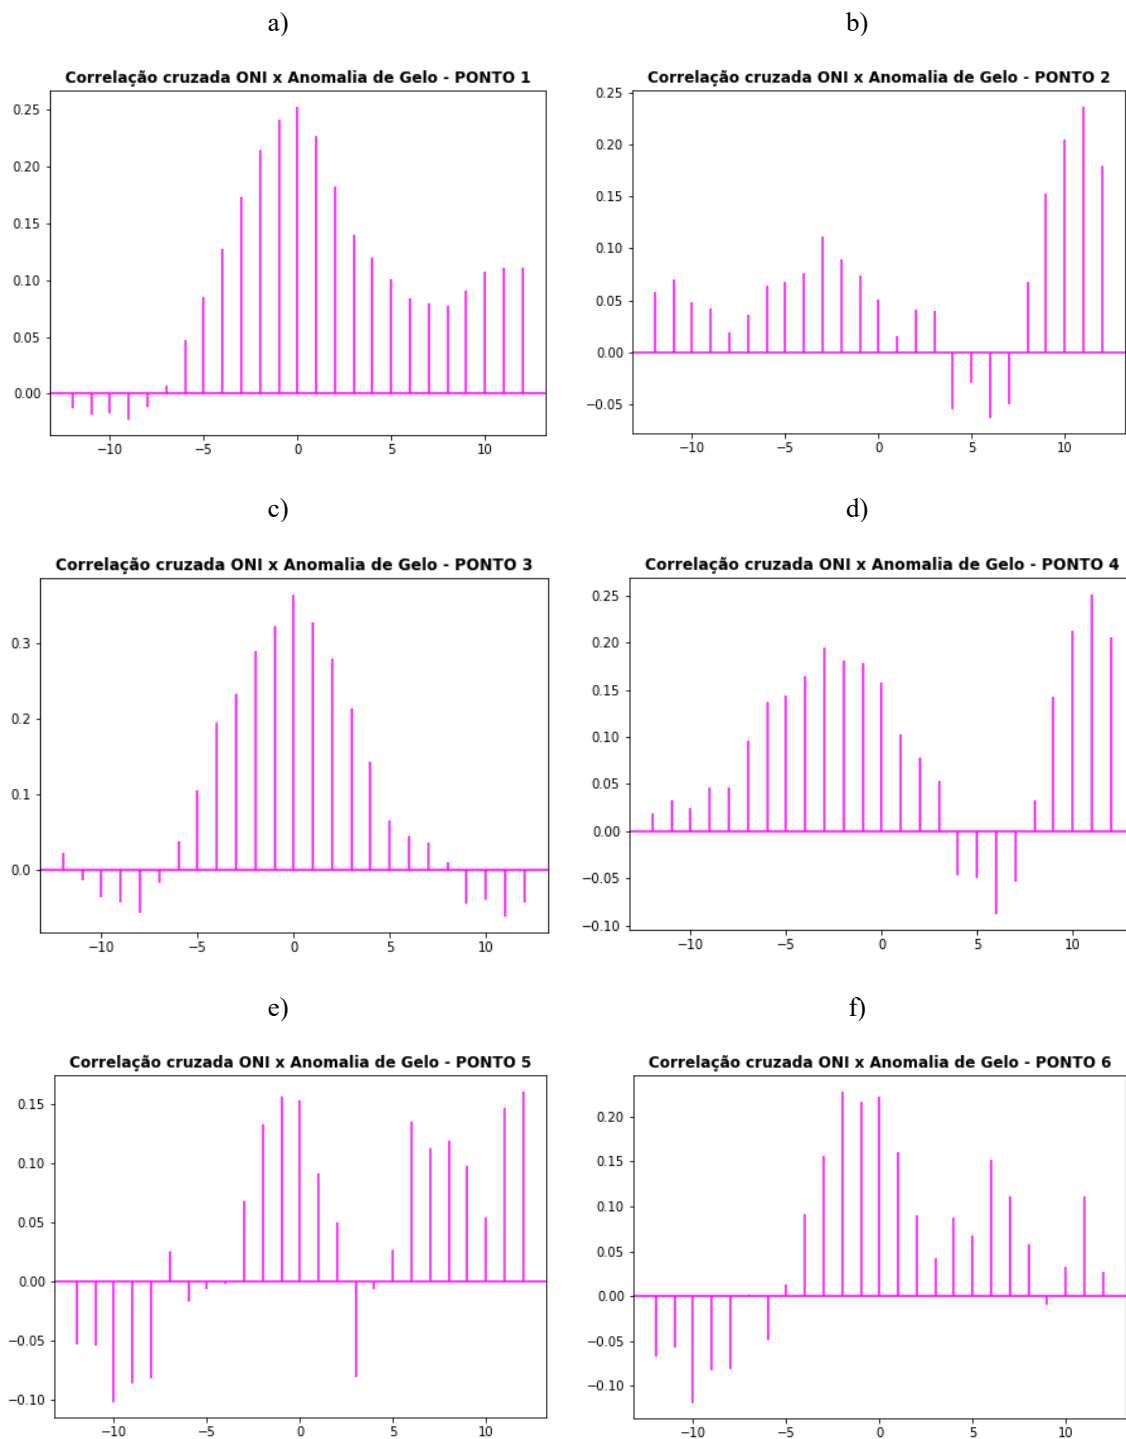 a)
b)
Correlação cruzada ONI x Anomalia de Gelo - PONTO 1
0.25
0.20
0.15
0.10
0.05
0.00
−10 −5 0 5 10
Correlação cruzada ONI x Anomalia de Gelo - PONTO 2
0.25
0.20
0.15
0.10
0.05
0.00
−0.05
−10 −5 0 5 10
c)
d)
Correlação cruzada ONI x Anomalia de Gelo - PONTO 3
0.3
0.2
0.1
0.0
−10 −5 0 5 10
Correlação cruzada ONI x Anomalia de Gelo - PONTO 4
0.25
0.20
0.15
0.10
0.05
0.00
−0.05
−0.10
−10 −5 0 5 10
e)
f)
Correlação cruzada ONI x Anomalia de Gelo - PONTO 5
0.15
0.10
0.05
0.00
−0.05
−0.10
−10 −5 0 5 10
Correlação cruzada ONI x Anomalia de Gelo - PONTO 6
0.20
0.15
0.10
0.05
0.00
−0.05
−0.10
−10 −5 0 5 10